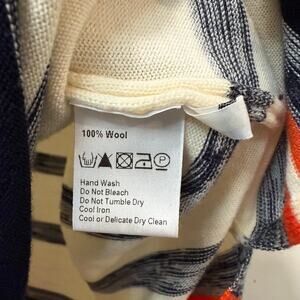 100% Wool
Hand Wash
Do Not Bleach
Do Not Tumble Dry
Cool Iron
Cool or Delicate Dry Clean